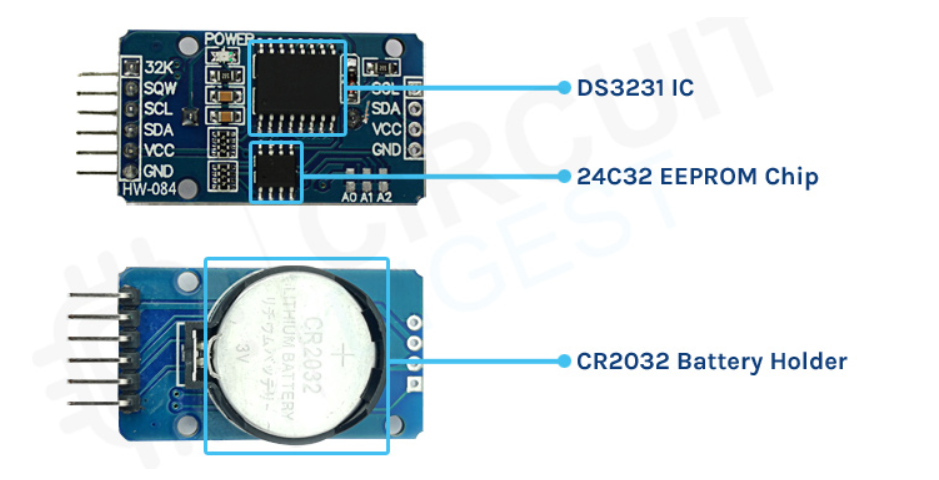 POWER
32K
SQW
SCL
SDA
VCC
GND
HW-084
SCL
SDA
VCC
GND
A0 A1 A2
DS3231 IC
24C32 EEPROM Chip
CIRCUIT
DIGEST
CR2032
LITHIUM BATTERY
リチウムバッテリー
3V
+
CR2032 Battery Holder